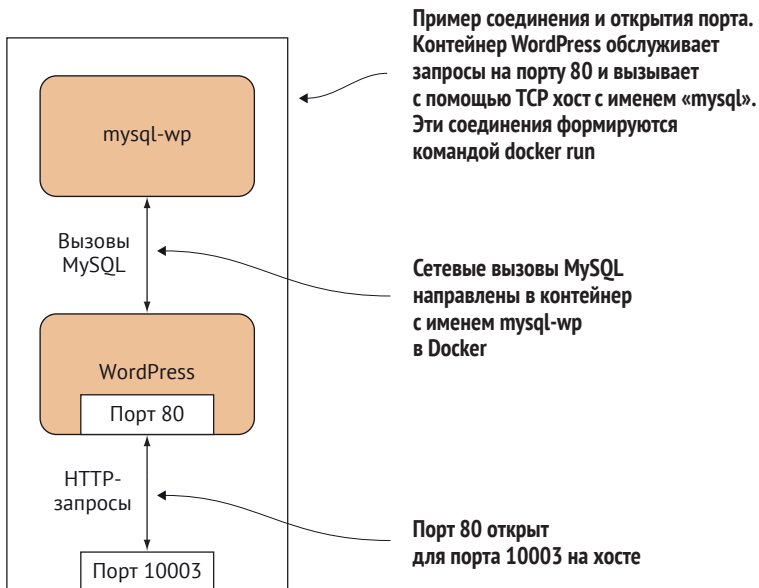 Пример соединения и открытия порта.
Контейнер WordPress обслуживает
запросы на порту 80 и вызывает
с помощью TCP хост с именем «mysql».
Эти соединения формируются
командой docker run
mysql-wp
Вызовы
MySQL
Сетевые вызовы MySQL
направлены в контейнер
с именем mysql-wp
в Docker
WordPress
Порт 80
HTTP-
запросы
Порт 80 открыт
для порта 10003 на хосте
Порт 10003